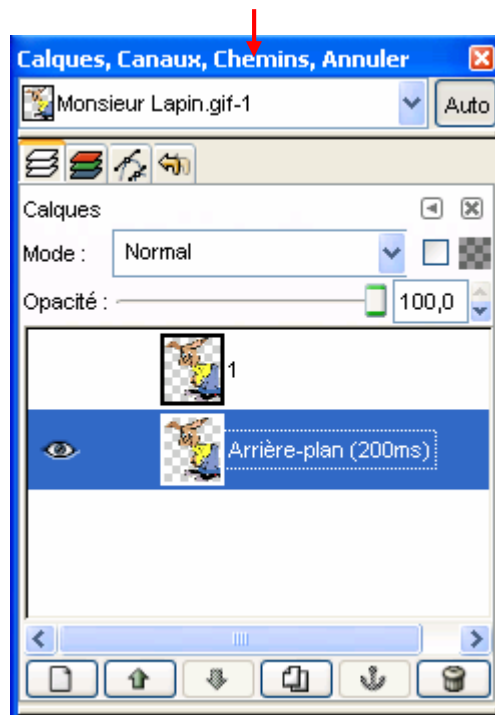 Calques, Canaux, Chemins, Annuler
Monsieur Lapin.gif-1
Auto
Calques
Mode : Normal
Opacité : 100,0
1
Arrière-plan (200ms)